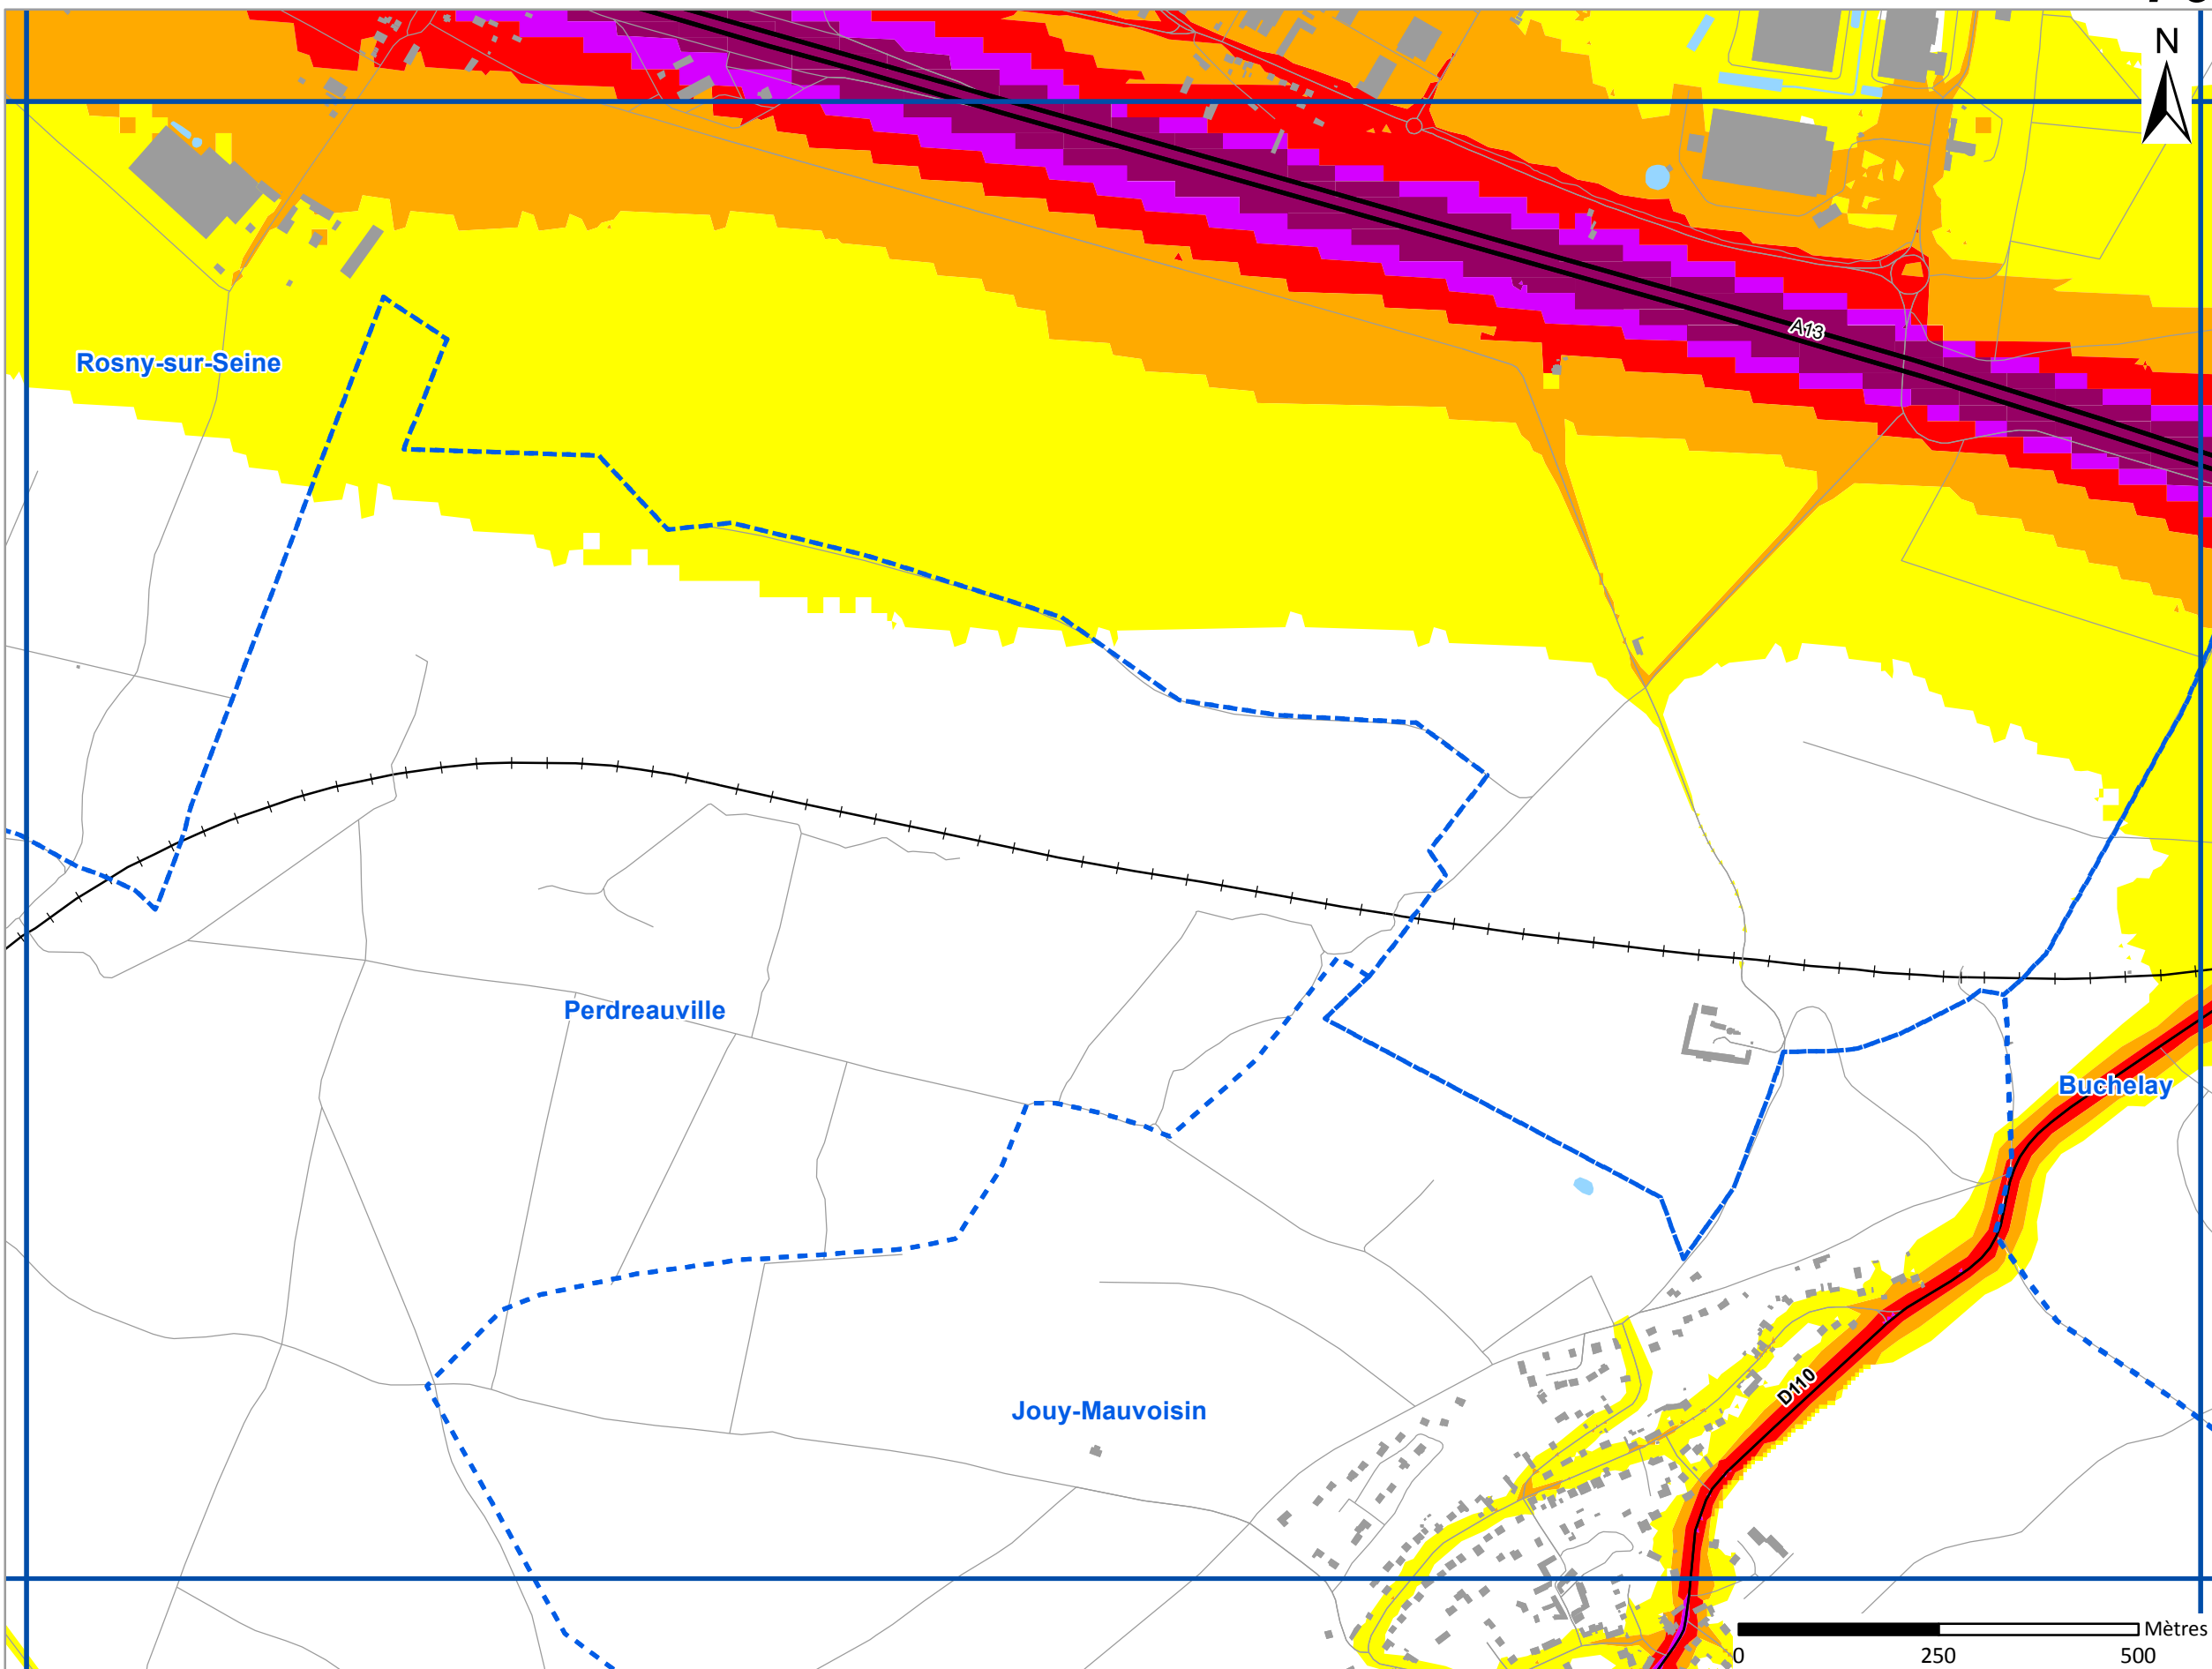 N
A13
Rosny-sur-Seine
Perdreauville
Buchelay
D110
Jouy-Mauvoisin
Mètres
0 250 500